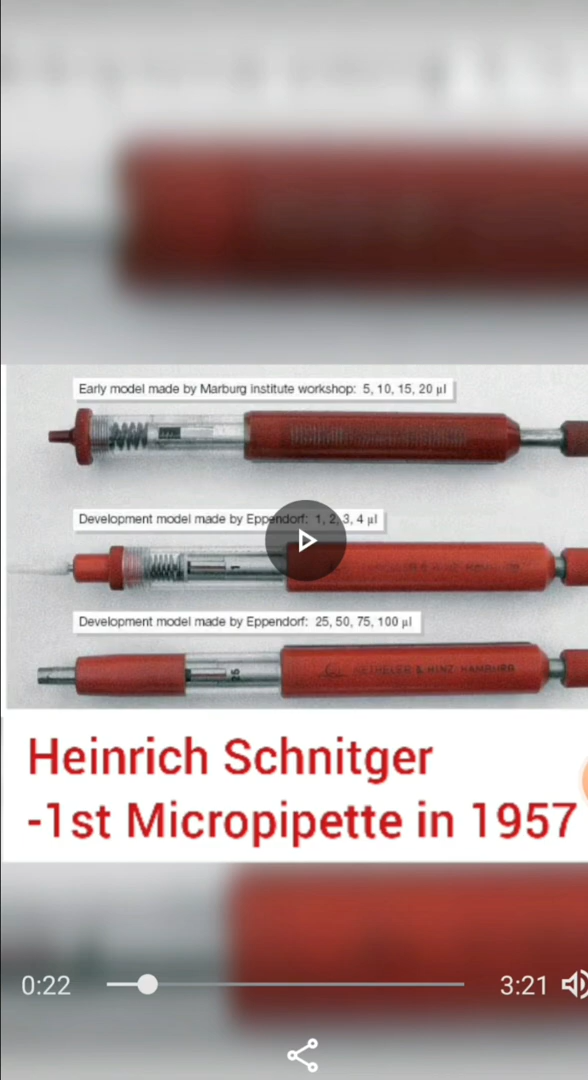 Early model made by Marburg institute workshop: 5, 10, 15, 20 µl
Development model made by Eppendorf: 1, 2, 3, 4 µl
1
Development model made by Eppendorf: 25, 50, 75, 100 µl
25
NETHELER & HINZ HAMBURG
Heinrich Schnitger
-1st Micropipette in 1957
0:22
3:21